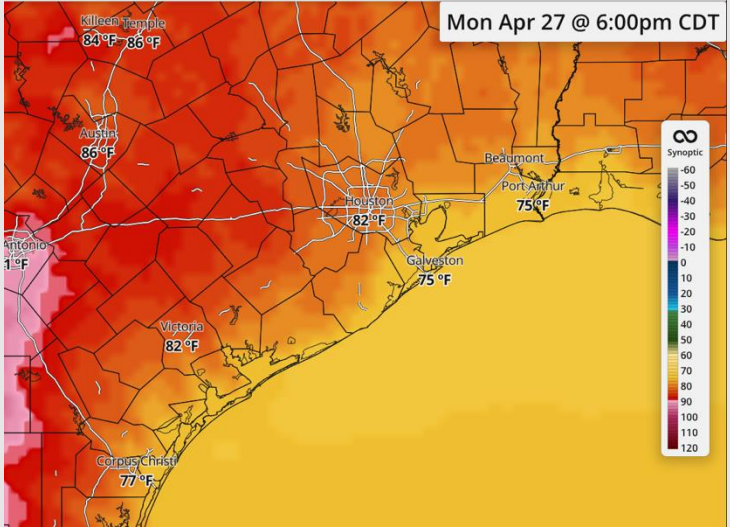 Mon Apr 27 @ 6:00pm CDT
Killeen Temple
84 °F 86 °F
Austin
86 °F
Antonio
1 °F
Houston
82 °F
Beaumont
Port Arthur
75 °F
Galveston
75 °F
Victoria
82 °F
Corpus Christi
77 °F
Synoptic
-60
-50
-40
-30
-20
-10
0
10
20
30
40
50
60
70
80
90
100
110
120